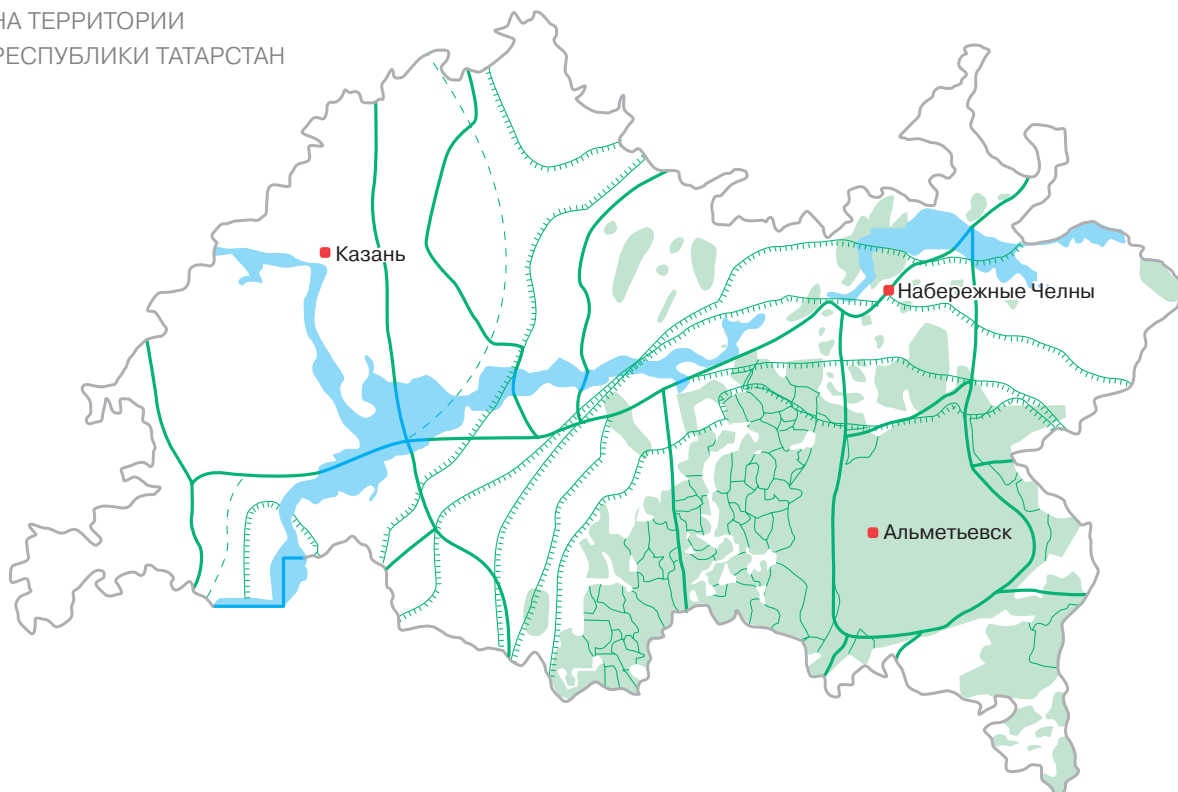 НА ТЕРРИТОРИИ
РЕСПУБЛИКИ ТАТАРСТАН
Казань
Набережные Челны
Альметьевск